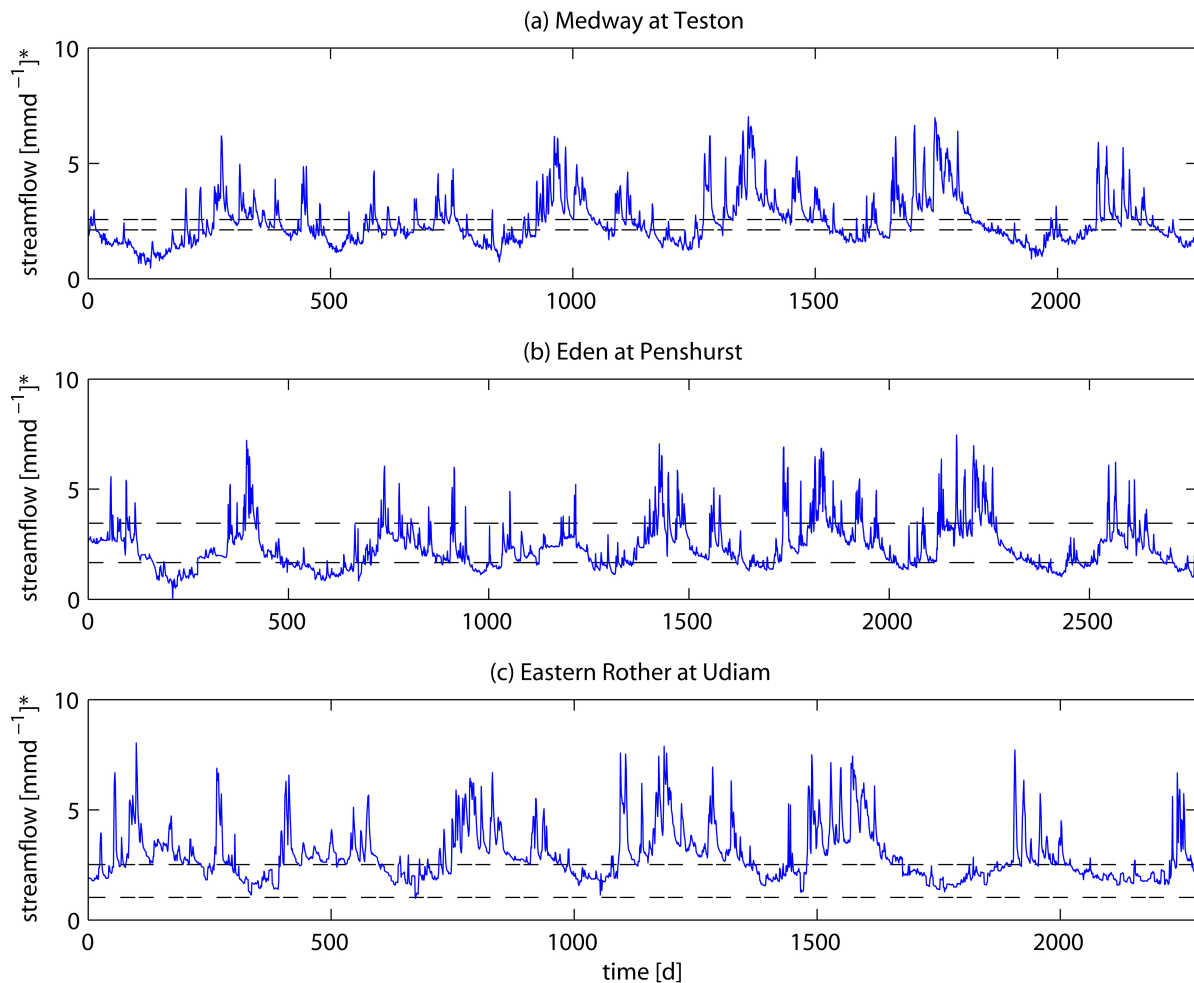 (a) Medway at Teston
streamflow [mmd −1]*
10
5
0
0 500 1000 1500 2000
(b) Eden at Penshurst
streamflow [mmd −1]*
10
5
0
0 500 1000 1500 2000 2500
(c) Eastern Rother at Udiam
streamflow [mmd −1]*
10
5
0
0 500 1000 1500 2000
time [d]